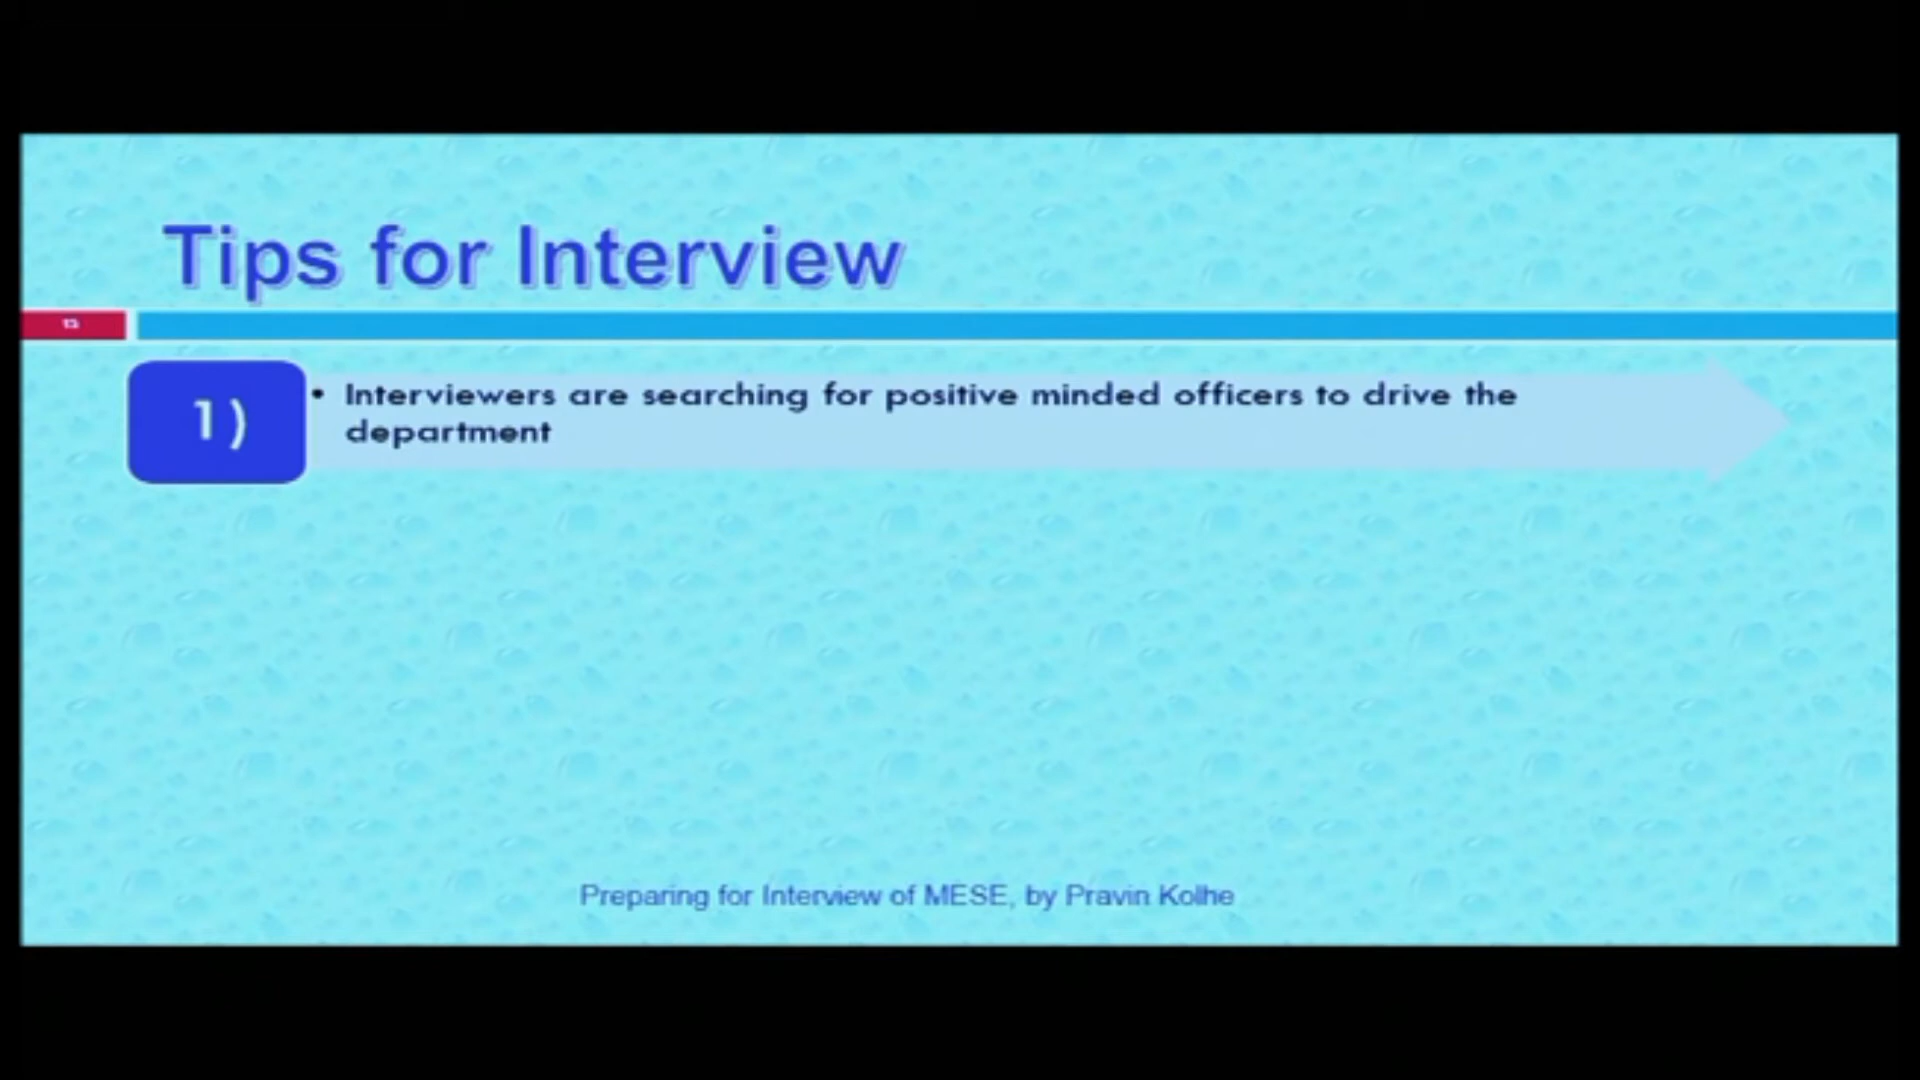 Tips for Interview
1)
• Interviewers are searching for positive minded officers to drive the
department
Preparing for Interview of MESE, by Pravin Kolhe